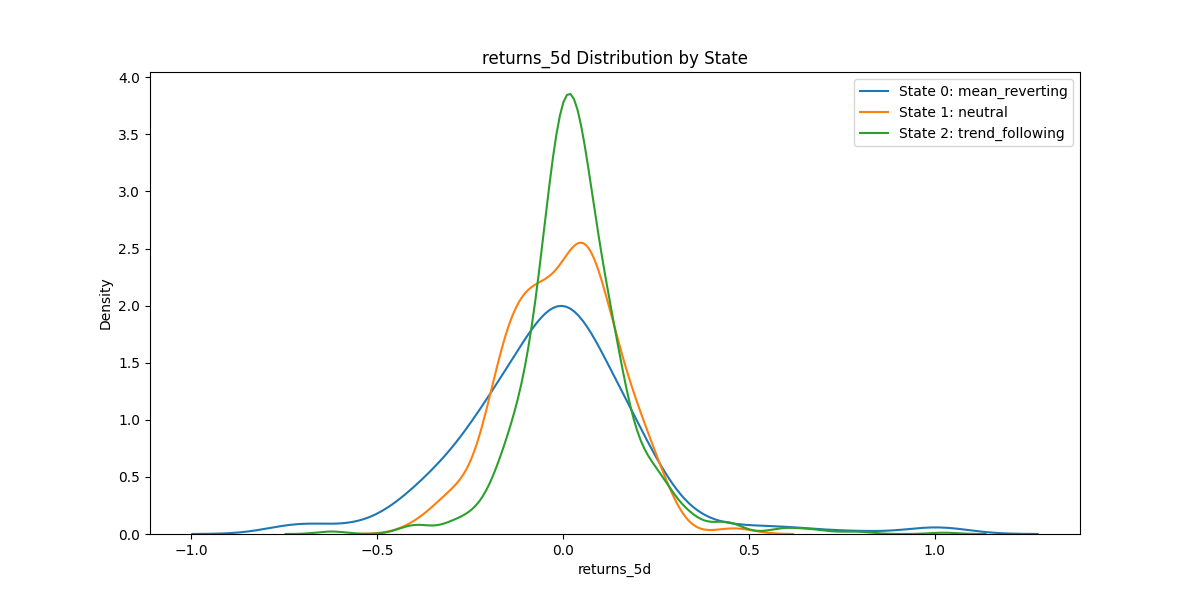 returns_5d Distribution by State
State 0: mean_reverting
State 1: neutral
State 2: trend_following
Density
4.0
3.5
3.0
2.5
2.0
1.5
1.0
0.5
0.0
−1.0 −0.5 0.0 0.5 1.0
returns_5d